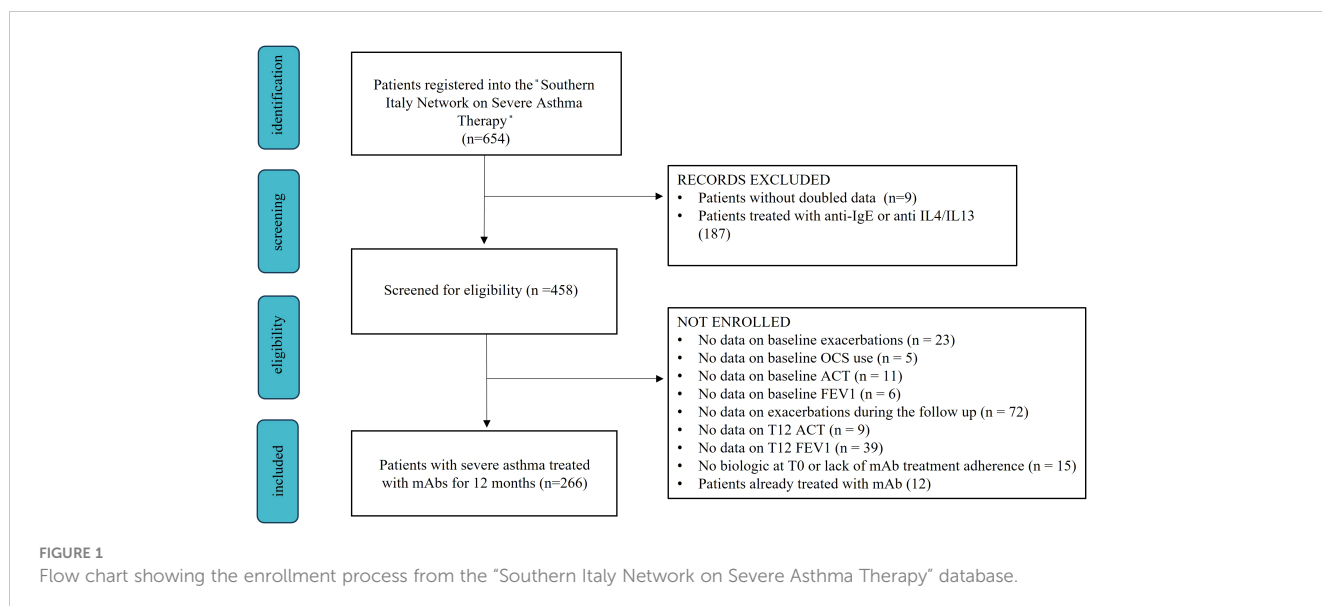 identification
Patients registered into the "Southern
Italy Network on Severe Asthma
Therapy"
(n=654)
screening
RECORDS EXCLUDED
• Patients without doubled data (n=9)
• Patients treated with anti-IgE or anti IL4/IL13
(187)
Screened for eligibility (n =458)
eligibility
NOT ENROLLED
• No data on baseline exacerbations (n = 23)
• No data on baseline OCS use (n = 5)
• No data on baseline ACT (n = 11)
• No data on baseline FEV1 (n = 6)
• No data on exacerbations during the follow up (n = 72)
• No data on T12 ACT (n = 9)
• No data on T12 FEV1 (n = 39)
• No biologic at T0 or lack of mAb treatment adherence (n = 15)
• Patients already treated with mAb (12)
included
Patients with severe asthma treated
with mAbs for 12 months (n=266)
FIGURE 1
Flow chart showing the enrollment process from the “Southern Italy Network on Severe Asthma Therapy” database.